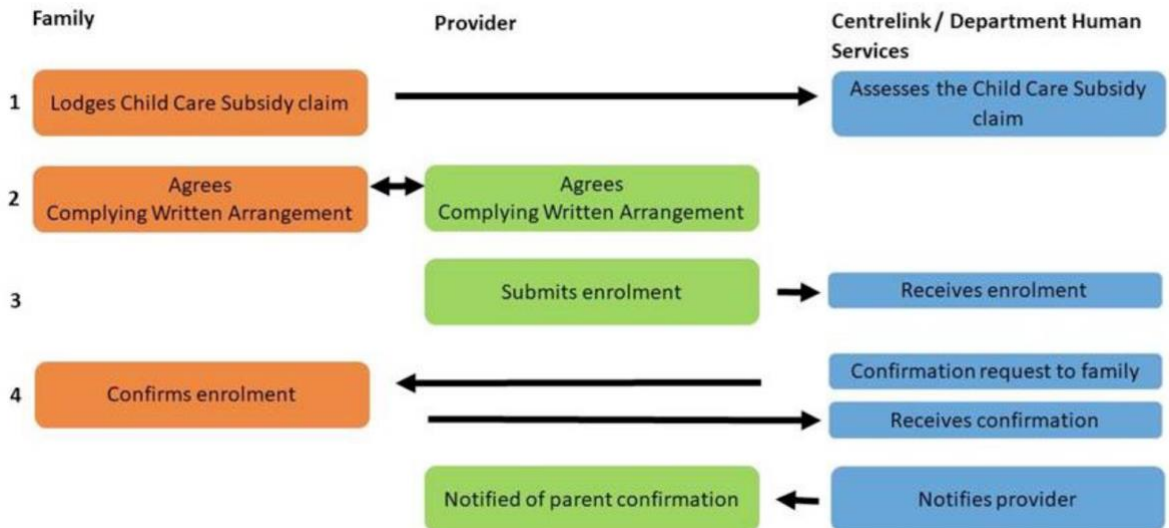 Family
Provider
Centrelink / Department Human
Services
1
Lodges Child Care Subsidy claim
Assesses the Child Care Subsidy
claim
2
Agrees
Complying Written Arrangement
Agrees
Complying Written Arrangement
3
Submits enrolment
Receives enrolment
4
Confirms enrolment
Confirmation request to family
Receives confirmation
Notified of parent confirmation
Notifies provider